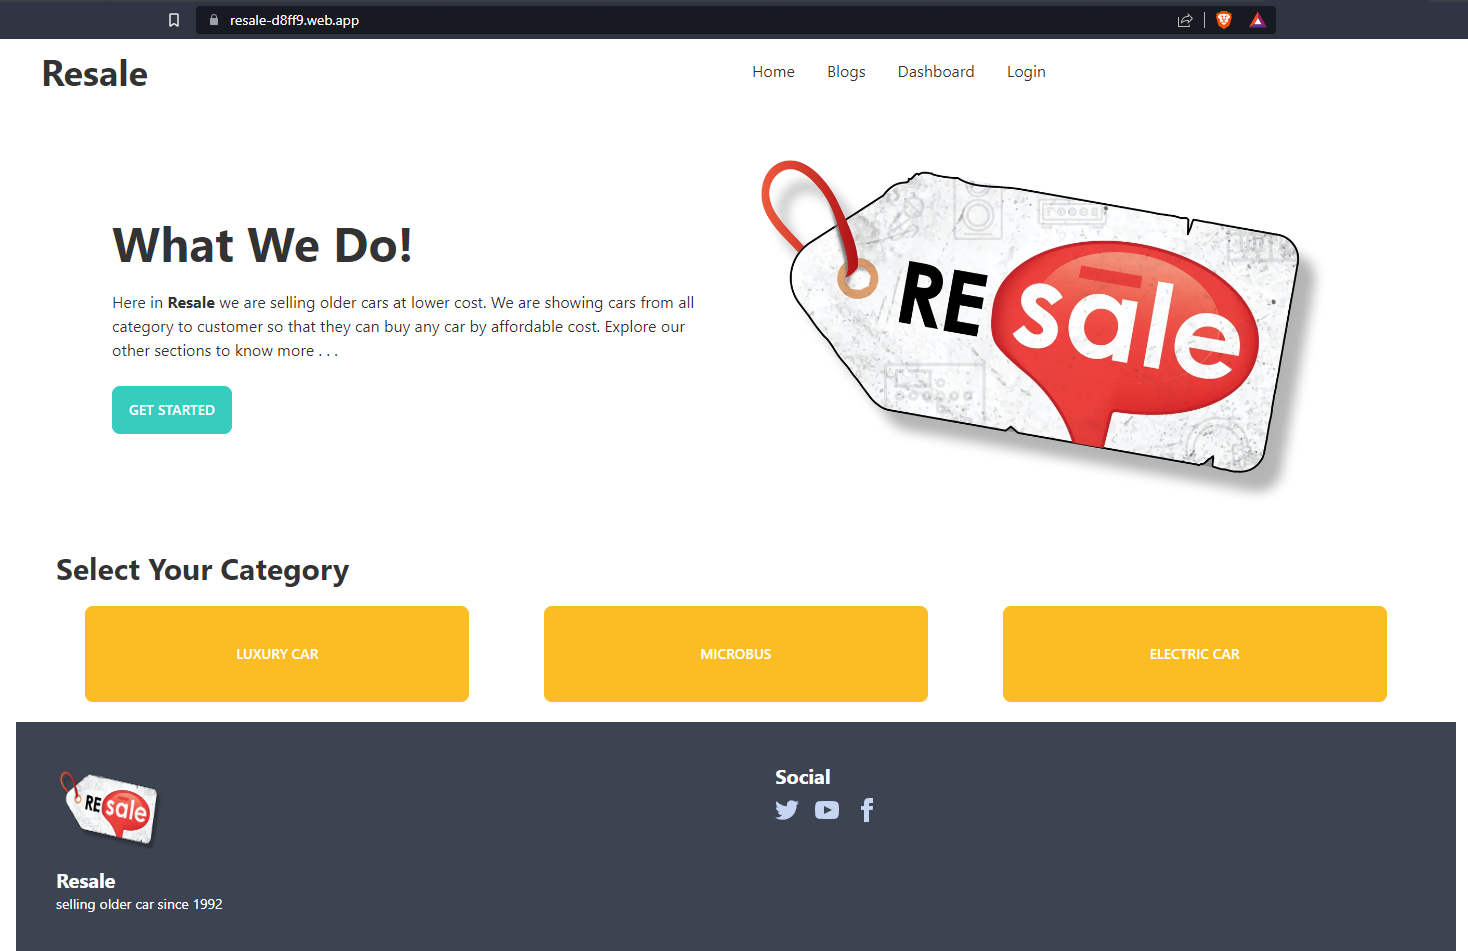 resale-d8ff9.web.app
Resale
Home Blogs Dashboard Login
What We Do!
Here in Resale we are selling older cars at lower cost. We are showing cars from all
category to customer so that they can buy any car by affordable cost. Explore our
other sections to know more . . .
GET STARTED
RE sale
Select Your Category
LUXURY CAR
MICROBUS
ELECTRIC CAR
RE sale
Resale
selling older car since 1992
Social